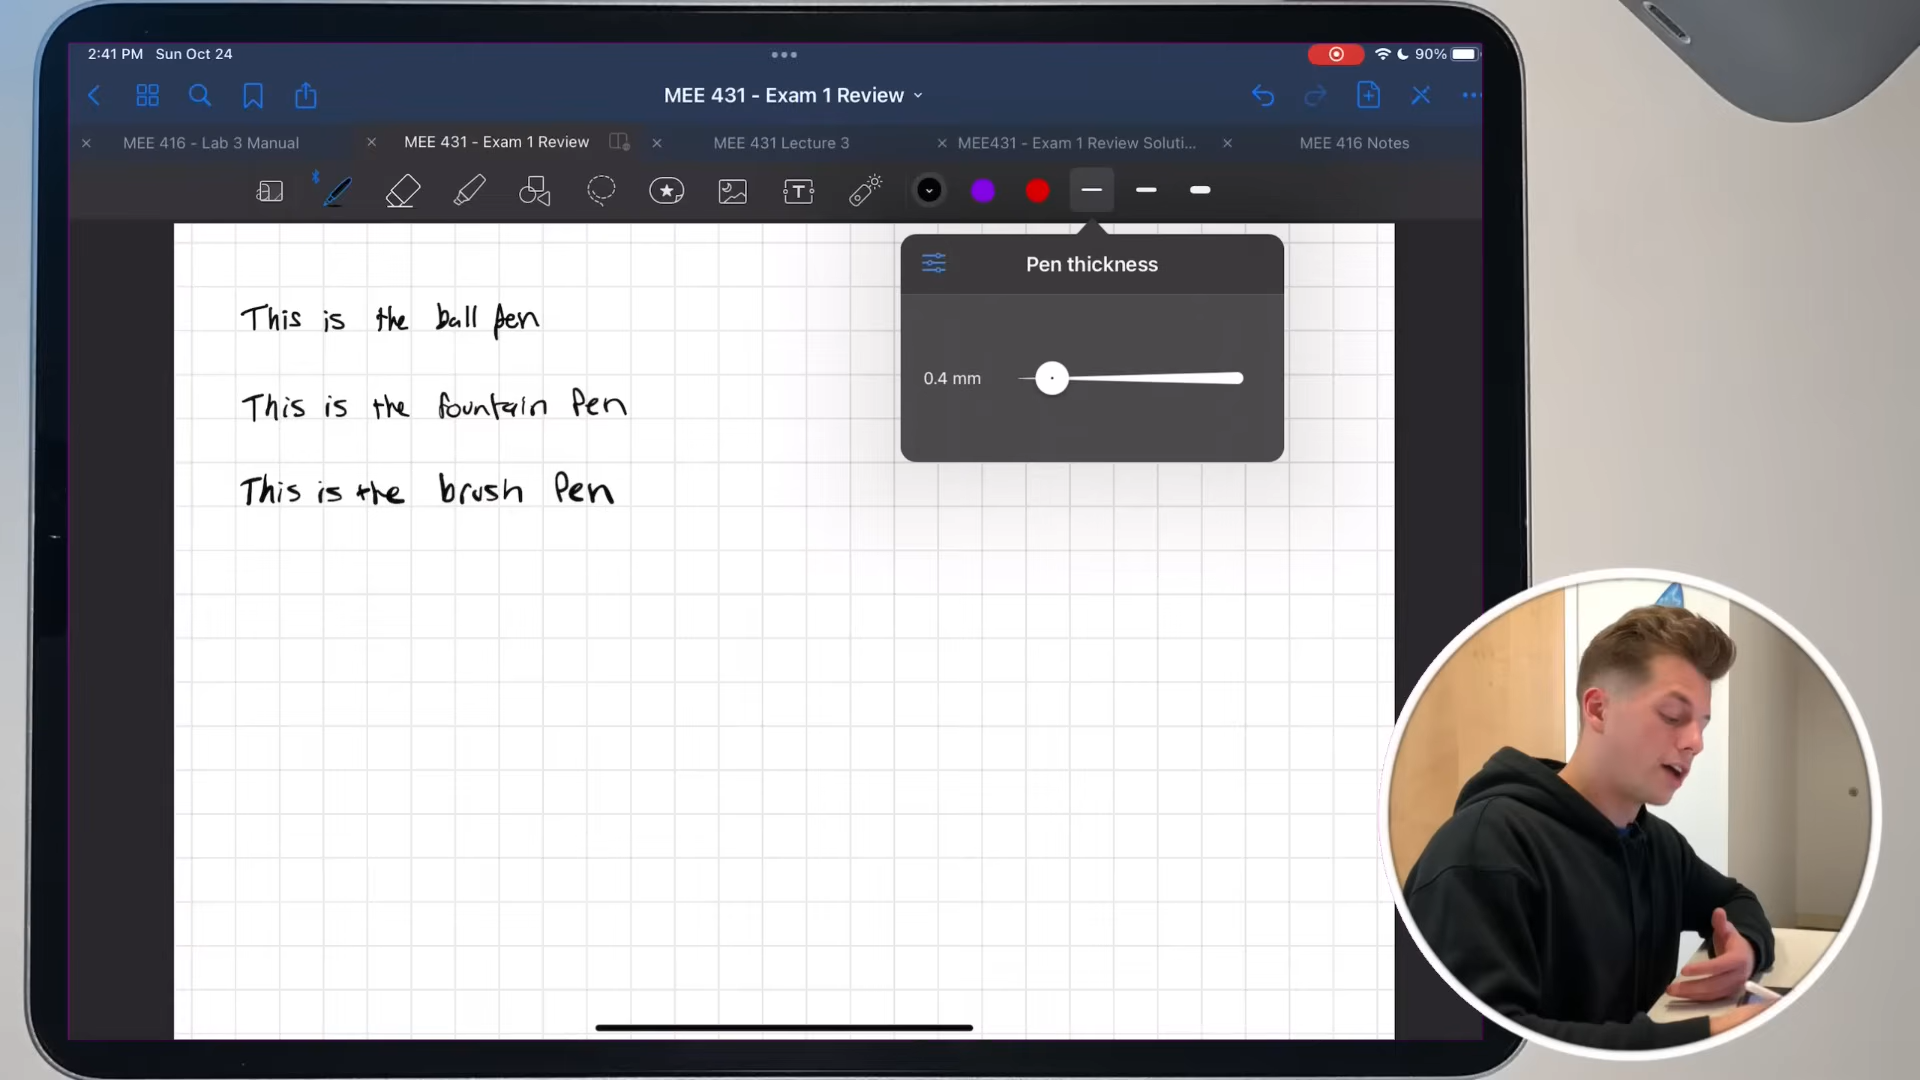 2:41 PM Sun Oct 24
90%
MEE 431 - Exam 1 Review
MEE 416 - Lab 3 Manual
MEE 431 - Exam 1 Review
MEE 431 Lecture 3
MEE431 - Exam 1 Review Soluti...
MEE 416 Notes
T
Pen thickness
0.4 mm
This is the ball pen
This is the fountain Pen
This is the brush Pen